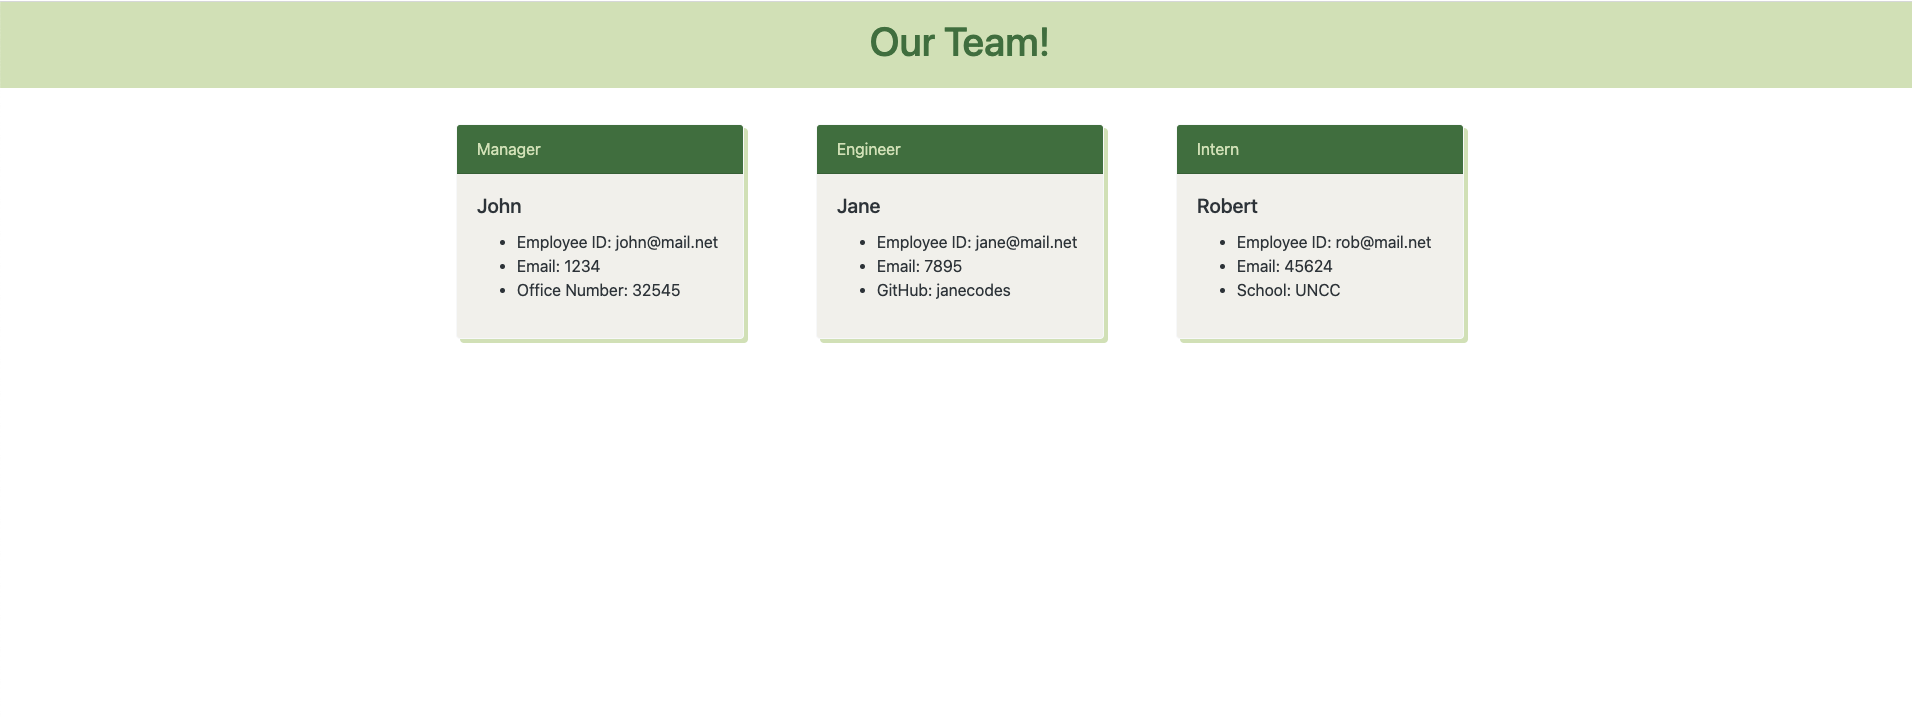 Our Team!
Manager
John
Employee ID: john@mail.net
Email: 1234
Office Number: 32545
Engineer
Jane
Employee ID: jane@mail.net
Email: 7895
GitHub: janecodes
Intern
Robert
Employee ID: rob@mail.net
Email: 45624
School: UNCC